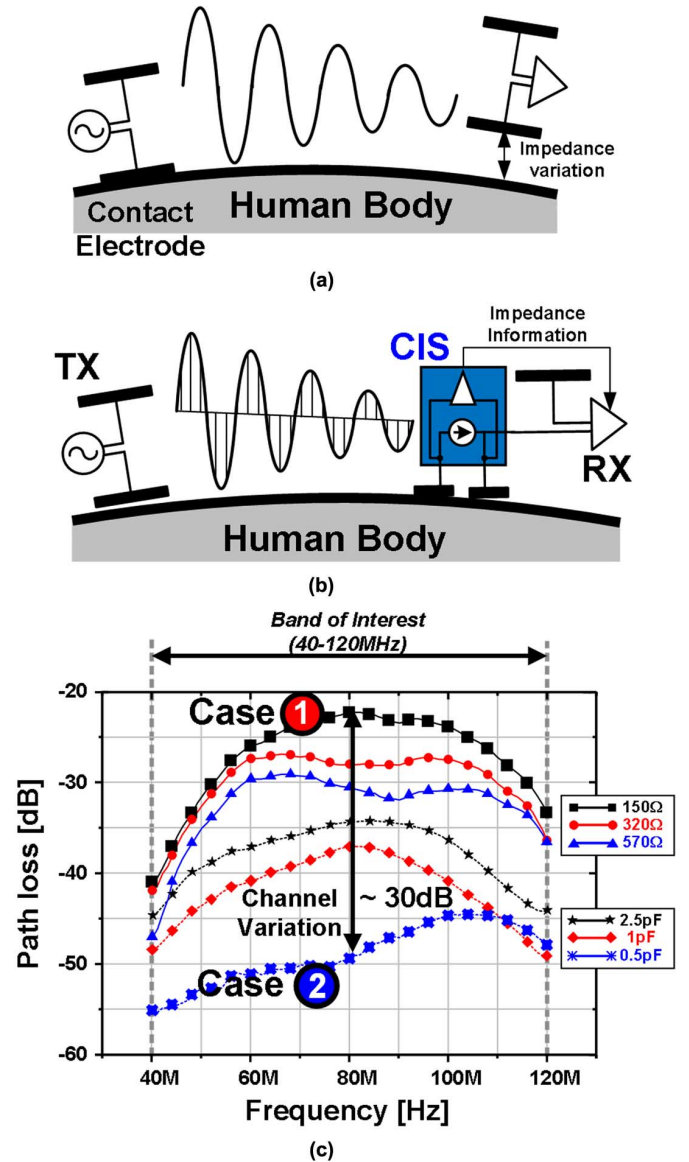 Impedance
variation
Contact
Electrode
Human Body
(a)
Impedance
Information
CIS
TX
RX
Human Body
(b)
Band of Interest
(40-120MHz)
-20
Case 1
-30
150Ω
320Ω
570Ω
Path loss [dB]
-40
Channel
Variation
~ 30dB
2.5pF
1pF
0.5pF
-50
Case 2
-60
40M 60M 80M 100M 120M
Frequency [Hz]
(c)